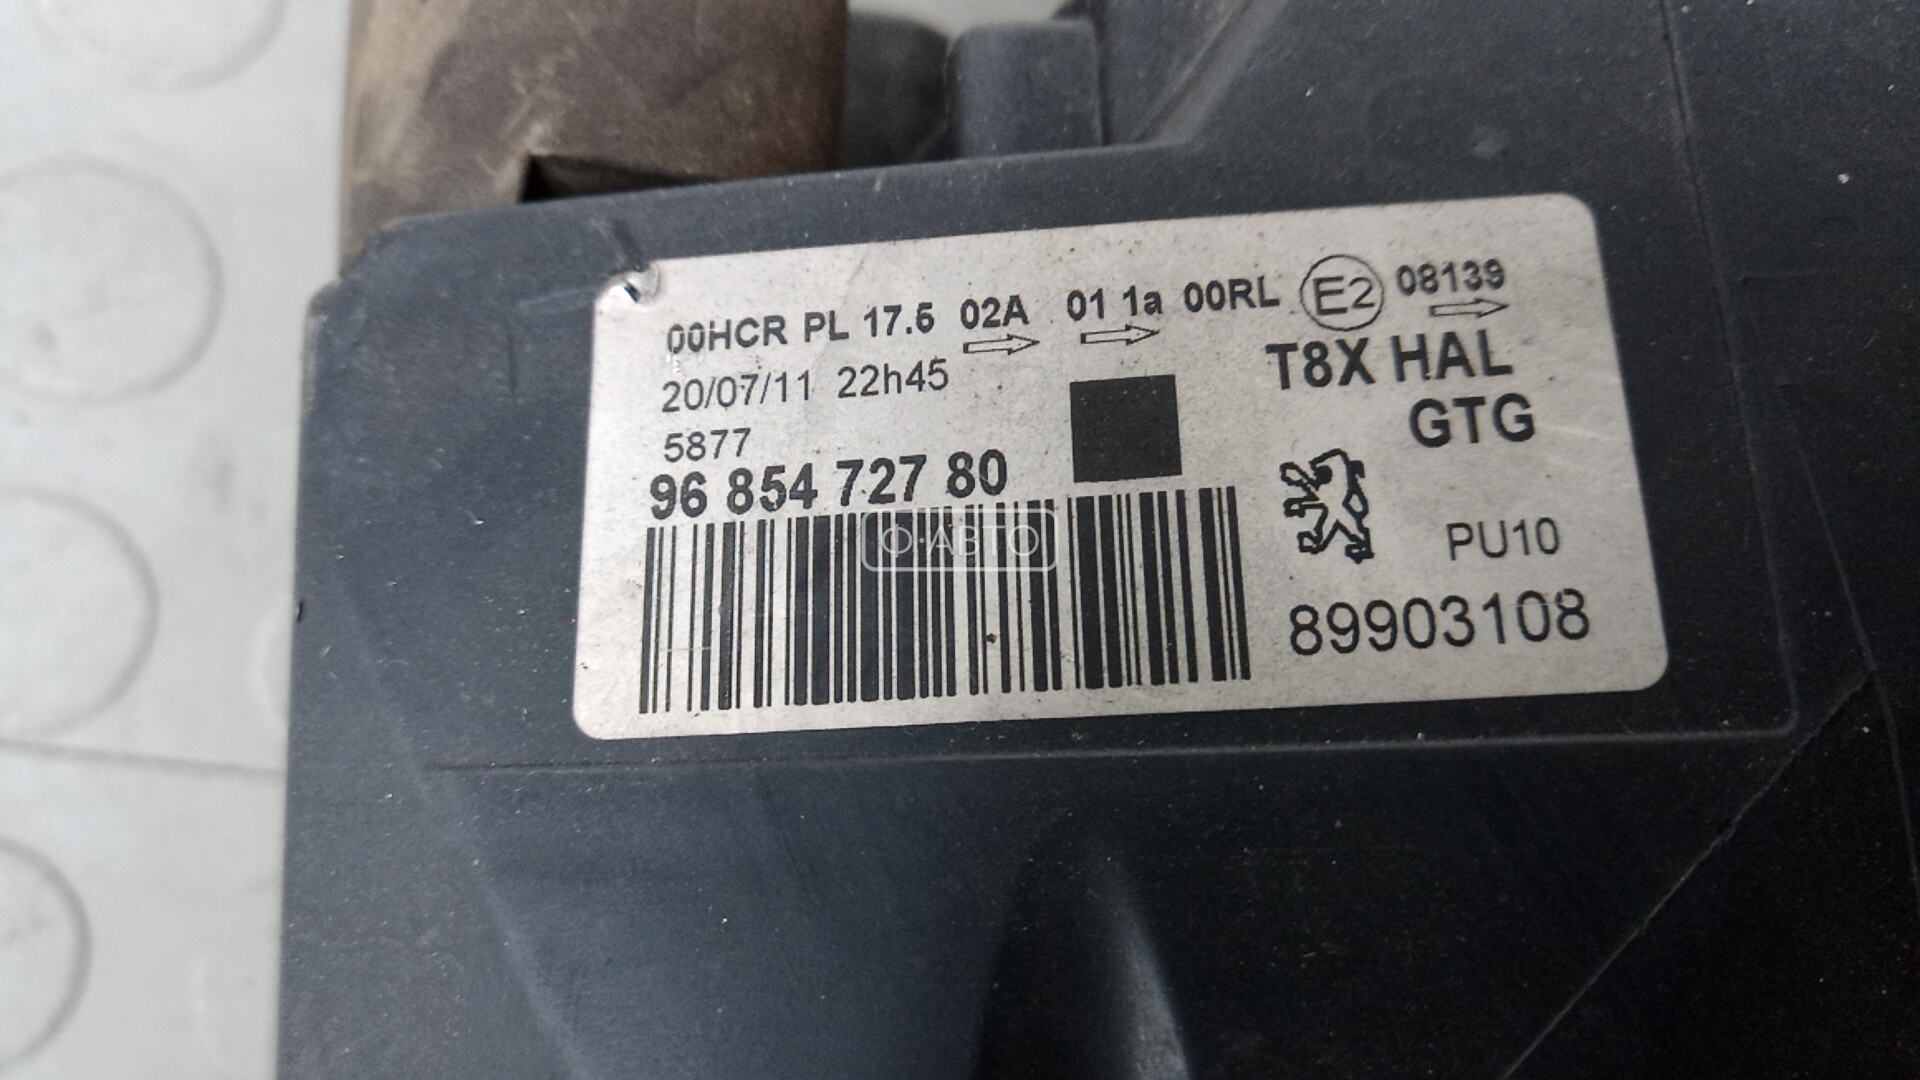 00HCR PL 17.5 02A 01 1a 00RL E2 08139
20/07/11 22h45
T8X HAL
GTG
5877
96 854 727 80
О·АВТО
PU10
89903108